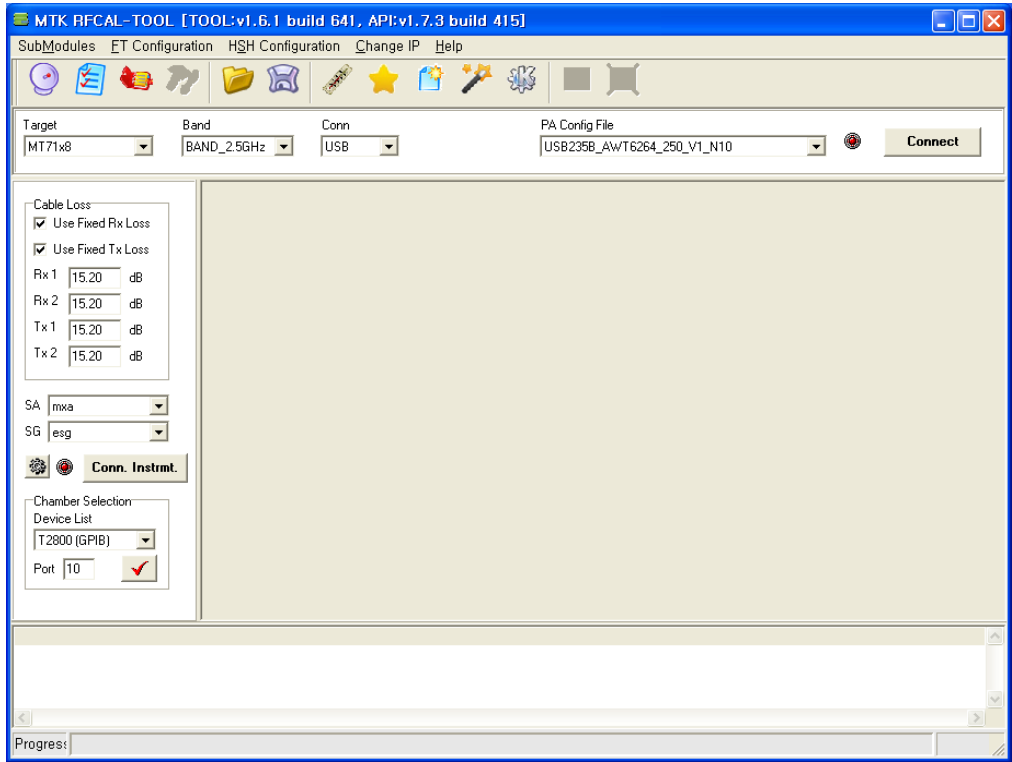 MTK RFCAL-TOOL [TOOL:v1.6.1 build 641, API:v1.7.3 build 415]
SubModules FT Configuration HSH Configuration Change IP Help
Target Band Conn PA Config File
MT71x8 BAND_2.5GHz USB USB235B_AWT6264_250_V1_N10 Connect
Cable Loss
Use Fixed Rx Loss
Use Fixed Tx Loss
Rx 1 15.20 dB
Rx 2 15.20 dB
Tx 1 15.20 dB
Tx 2 15.20 dB
SA mxa
SG esg
Conn. Instrmt.
Chamber Selection
Device List
T2800 (GPIB)
Port 10
Progress